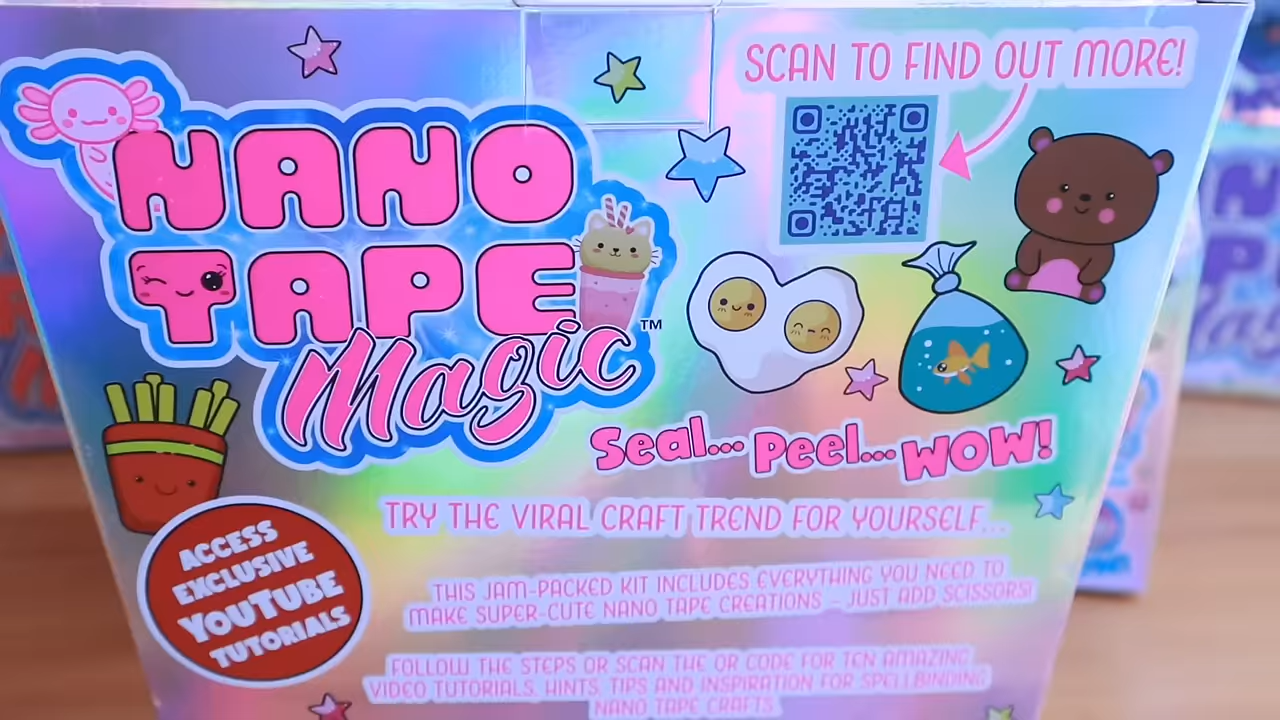 SCAN TO FIND OUT MORE!
NANO
TAPE
Magic™
Seal... Peel... WOW!
TRY THE VIRAL CRAFT TREND FOR YOURSELF...
ACCESS
EXCLUSIVE
YOUTUBE
TUTORIALS
THIS JAM-PACKED KIT INCLUDES EVERYTHING YOU NEED TO
MAKE SUPER-CUTE NANO TAPE CREATIONS – JUST ADD SCISSORS!
FOLLOW THE STEPS OR SCAN THE QR CODE FOR TEN AMAZING
VIDEO TUTORIALS, HINTS, TIPS AND INSPIRATION FOR SPELLBINDING
NANO TAPE CRAFTS